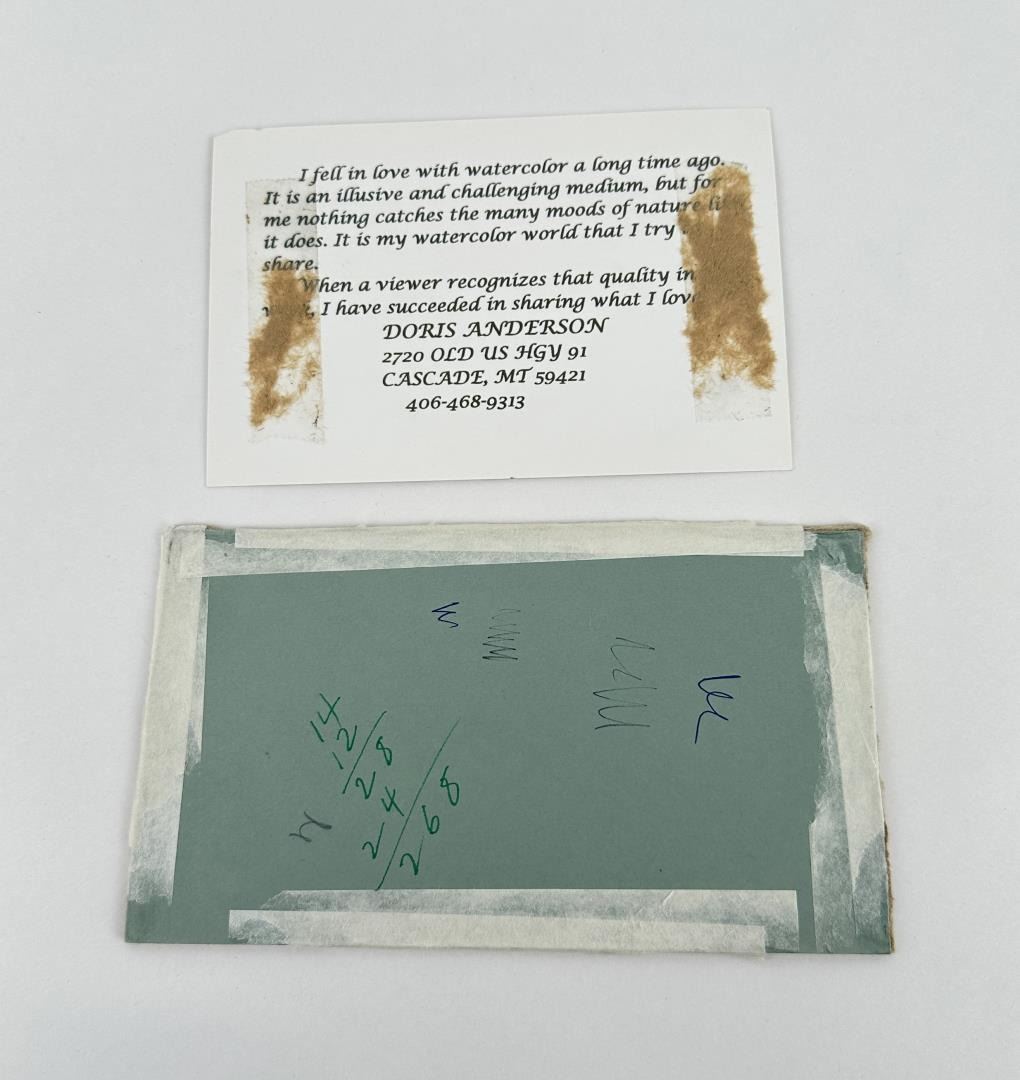 I fell in love with watercolor a long time ago.
It is an illusive and challenging medium, but for
me nothing catches the many moods of nature li
it does. It is my watercolor world that I try
share.
When a viewer recognizes that quality in
, I have succeeded in sharing what I lov
DORIS ANDERSON
2720 OLD US HGY 91
CASCADE, MT 59421
406-468-9313
14
12
28
24
268